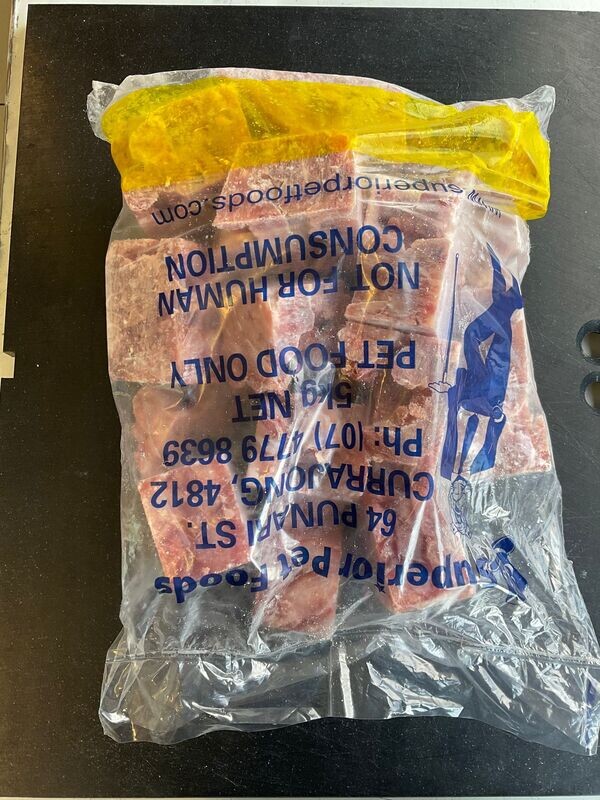 Superior Pet Foods
64 PUNARI ST.
CURRAJONG, 4812
Ph: (07) 4779 8639
5kg NET
PET FOOD ONLY
NOT FOR HUMAN
CONSUMPTION
www.superiorpetfoods.com